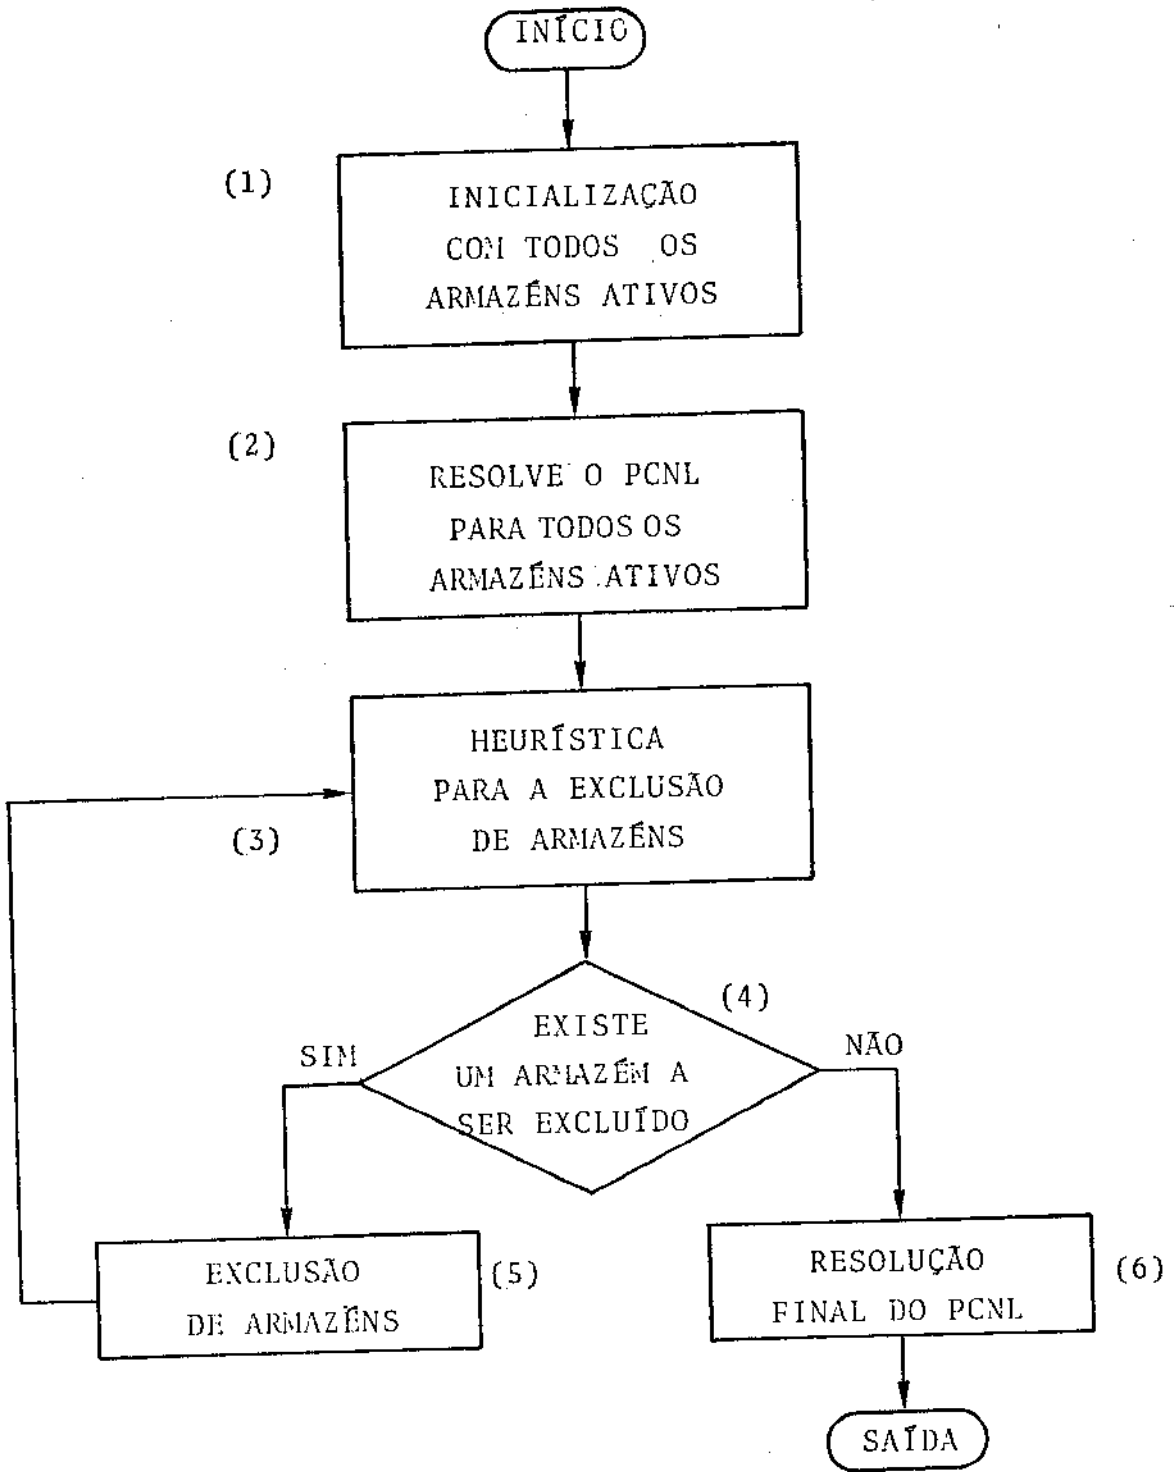 INÍCIO
(1)
INICIALIZAÇÃO
COM TODOS OS
ARMAZÉNS ATIVOS
(2)
RESOLVE O PCNL
PARA TODOS OS
ARMAZÉNS ATIVOS
HEURÍSTICA
PARA A EXCLUSÃO
DE ARMAZÉNS
(3)
(4)
EXISTE
UM ARMAZÉM A
SER EXCLUÍDO
SIM
NÃO
EXCLUSÃO
DE ARMAZÉNS
(5)
RESOLUÇÃO
FINAL DO PCNL
(6)
SAÍDA